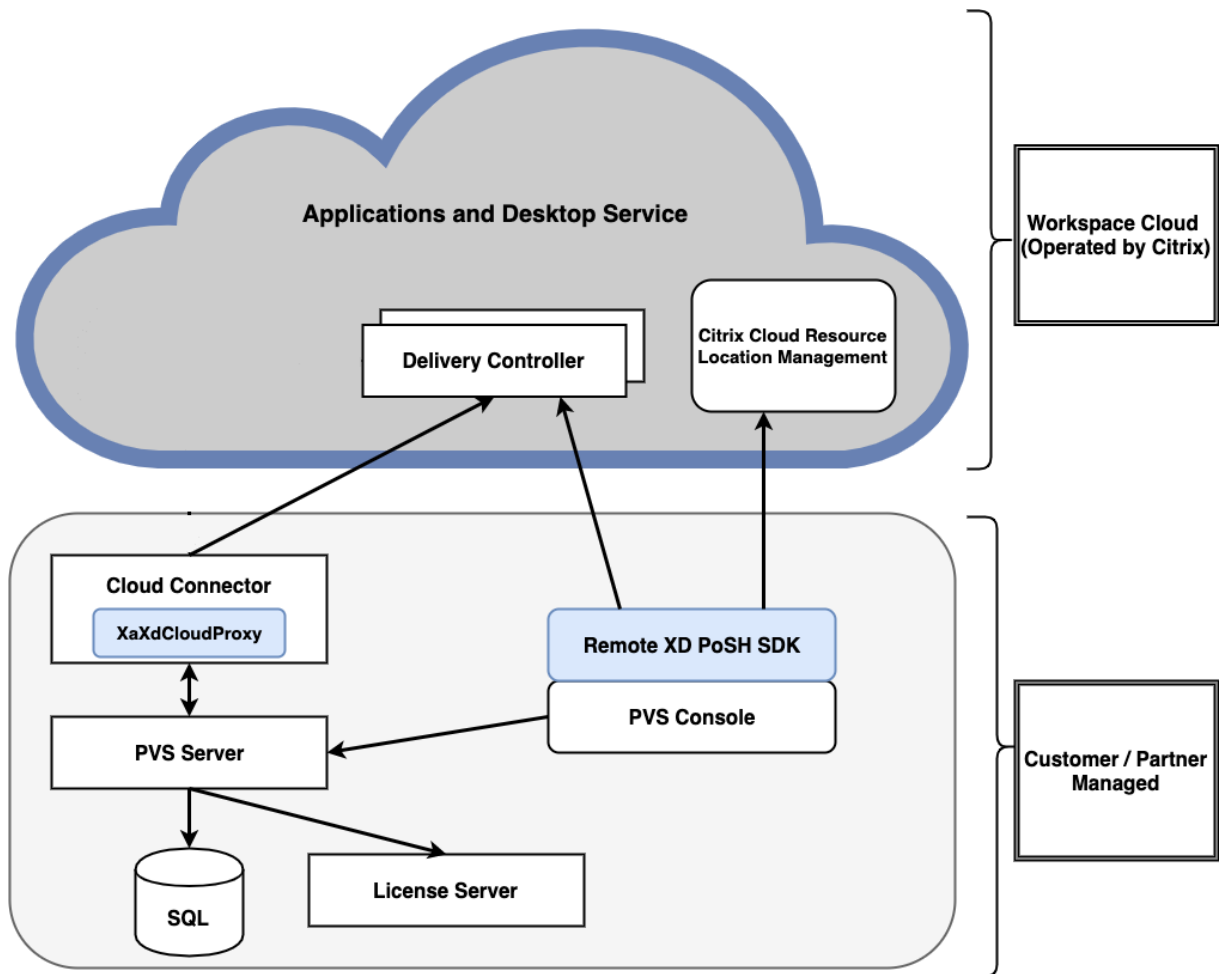 Applications and Desktop Service
Workspace Cloud
(Operated by Citrix)
Citrix Cloud Resource
Location Management
Delivery Controller
Cloud Connector
XaXdCloudProxy
Remote XD PoSH SDK
PVS Console
PVS Server
Customer / Partner
Managed
License Server
SQL